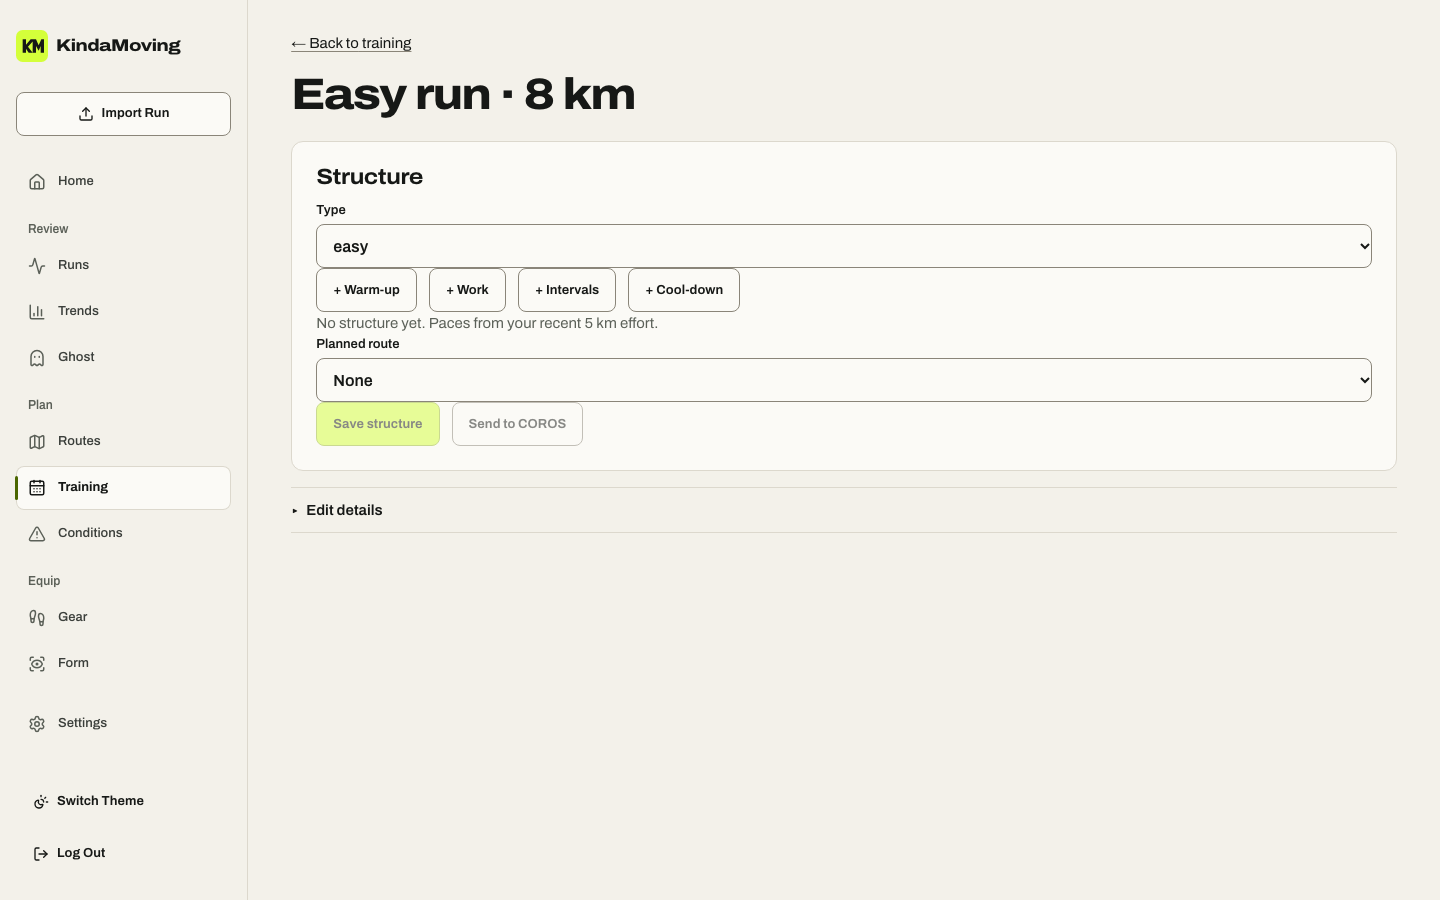 KM KindaMoving
Import Run
Home
Review
Runs
Trends
Ghost
Plan
Routes
Training
Conditions
Equip
Gear
Form
Settings
Switch Theme
Log Out
← Back to training
Easy run · 8 km
Structure
Type
easy
+ Warm-up + Work + Intervals + Cool-down
No structure yet. Paces from your recent 5 km effort.
Planned route
None
Save structure Send to COROS
▸ Edit details